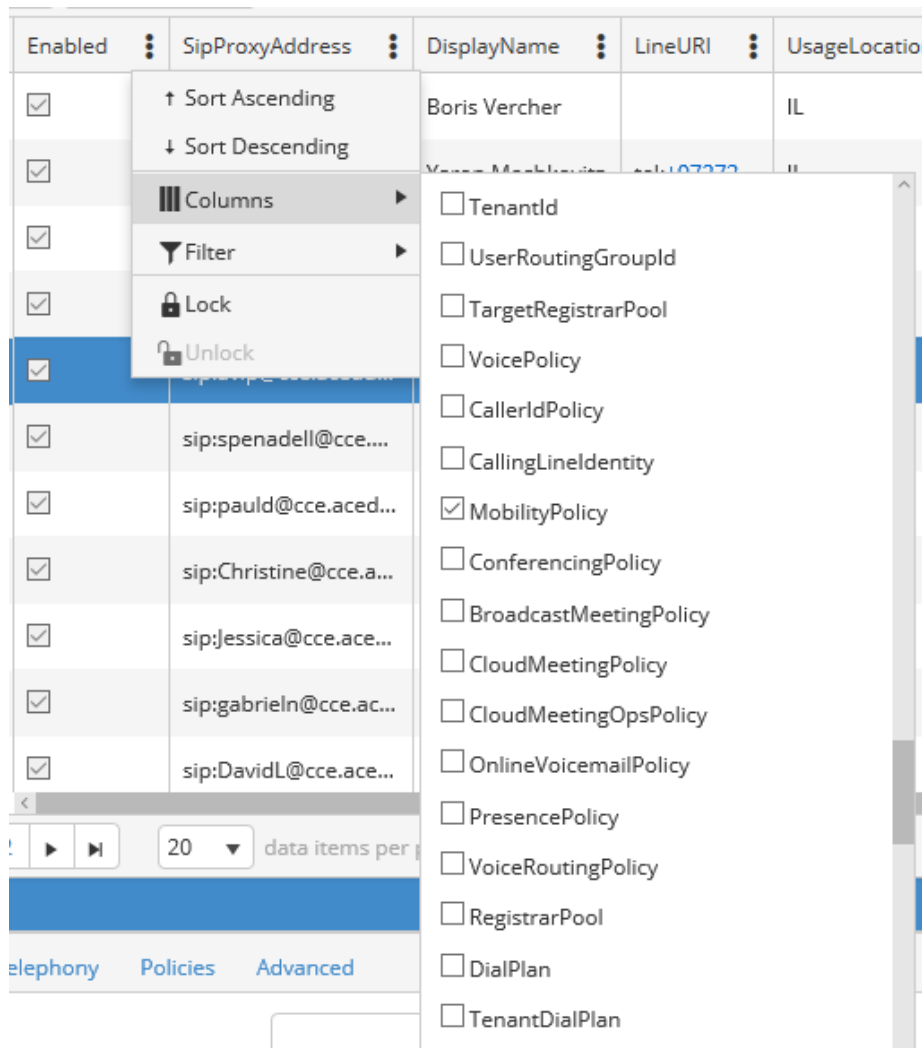 Enabled SipProxyAddress DisplayName LineURI UsageLocatio
Sort Ascending
Boris Vercher IL
Sort Descending
Columns
Filter
Lock
Unlock
TenantId
UserRoutingGroupId
TargetRegistrarPool
VoicePolicy
CallerIdPolicy
CallingLineIdentity
MobilityPolicy
ConferencingPolicy
BroadcastMeetingPolicy
CloudMeetingPolicy
CloudMeetingOpsPolicy
OnlineVoicemailPolicy
PresencePolicy
VoiceRoutingPolicy
RegistrarPool
DialPlan
TenantDialPlan
sip:spenadell@cce....
sip:pauld@cce.aced...
sip:Christine@cce.a...
sip:Jessica@cce.ace...
sip:gabrieln@cce.ac...
sip:DavidL@cce.ace...
20 data items per
elephony Policies Advanced